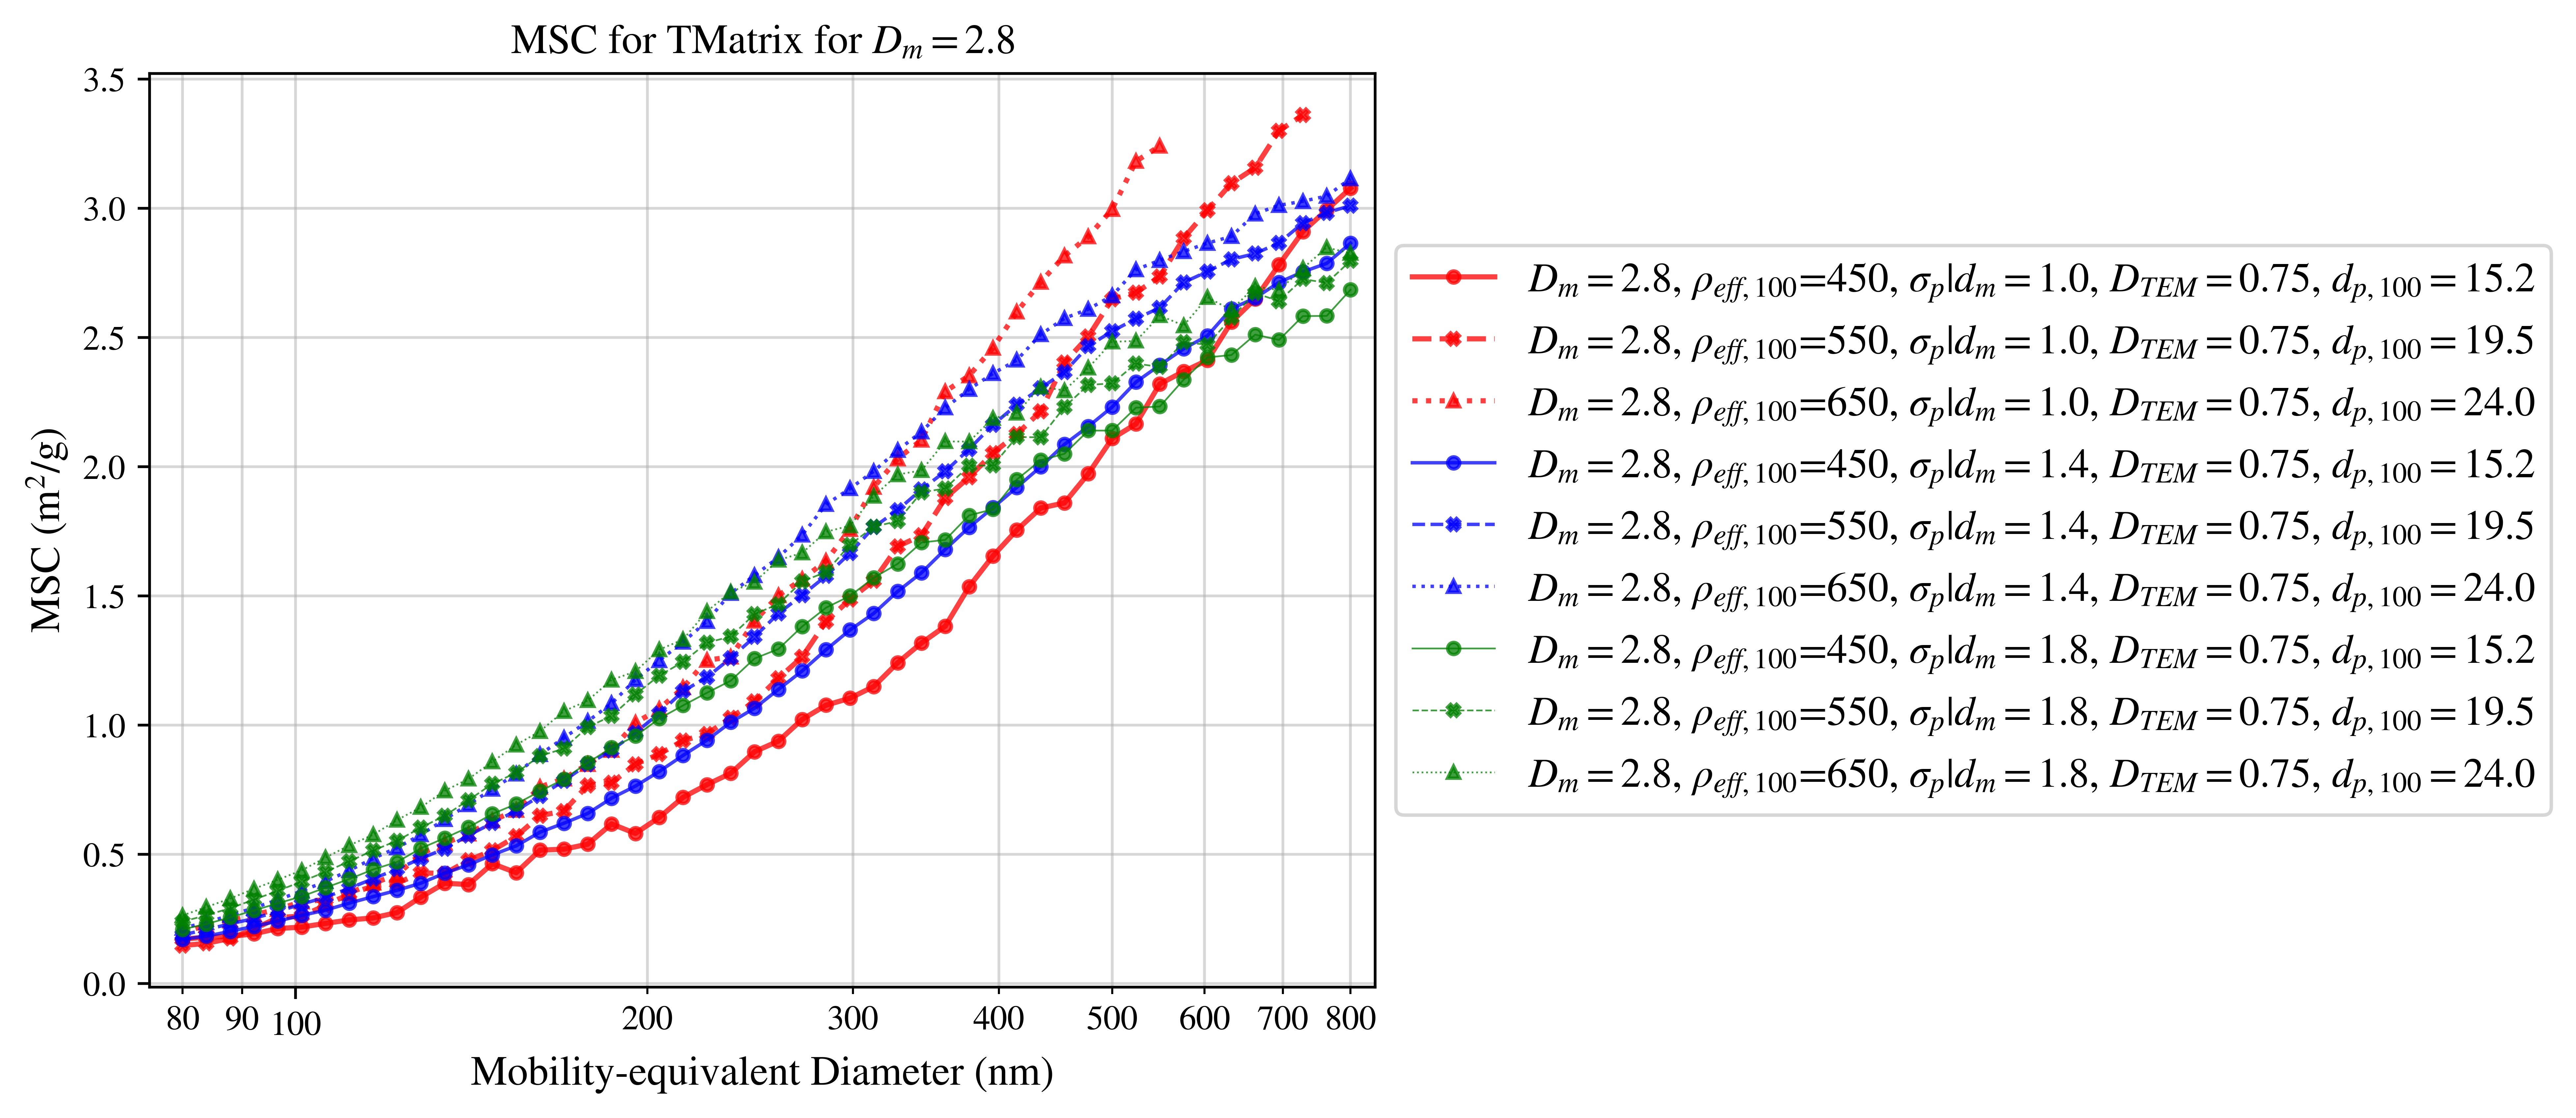 MSC for TMatrix for Dₘ = 2.8
MSC (m²/g)
3.5
3.0
2.5
2.0
1.5
1.0
0.5
0.0
80 90 100 200 300 400 500 600 700 800
Mobility-equivalent Diameter (nm)
D_m = 2.8, ρ_eff,100=450, σ_p|d_m = 1.0, D_TEM = 0.75, d_p,100 = 15.2
D_m = 2.8, ρ_eff,100=550, σ_p|d_m = 1.0, D_TEM = 0.75, d_p,100 = 19.5
D_m = 2.8, ρ_eff,100=650, σ_p|d_m = 1.0, D_TEM = 0.75, d_p,100 = 24.0
D_m = 2.8, ρ_eff,100=450, σ_p|d_m = 1.4, D_TEM = 0.75, d_p,100 = 15.2
D_m = 2.8, ρ_eff,100=550, σ_p|d_m = 1.4, D_TEM = 0.75, d_p,100 = 19.5
D_m = 2.8, ρ_eff,100=650, σ_p|d_m = 1.4, D_TEM = 0.75, d_p,100 = 24.0
D_m = 2.8, ρ_eff,100=450, σ_p|d_m = 1.8, D_TEM = 0.75, d_p,100 = 15.2
D_m = 2.8, ρ_eff,100=550, σ_p|d_m = 1.8, D_TEM = 0.75, d_p,100 = 19.5
D_m = 2.8, ρ_eff,100=650, σ_p|d_m = 1.8, D_TEM = 0.75, d_p,100 = 24.0